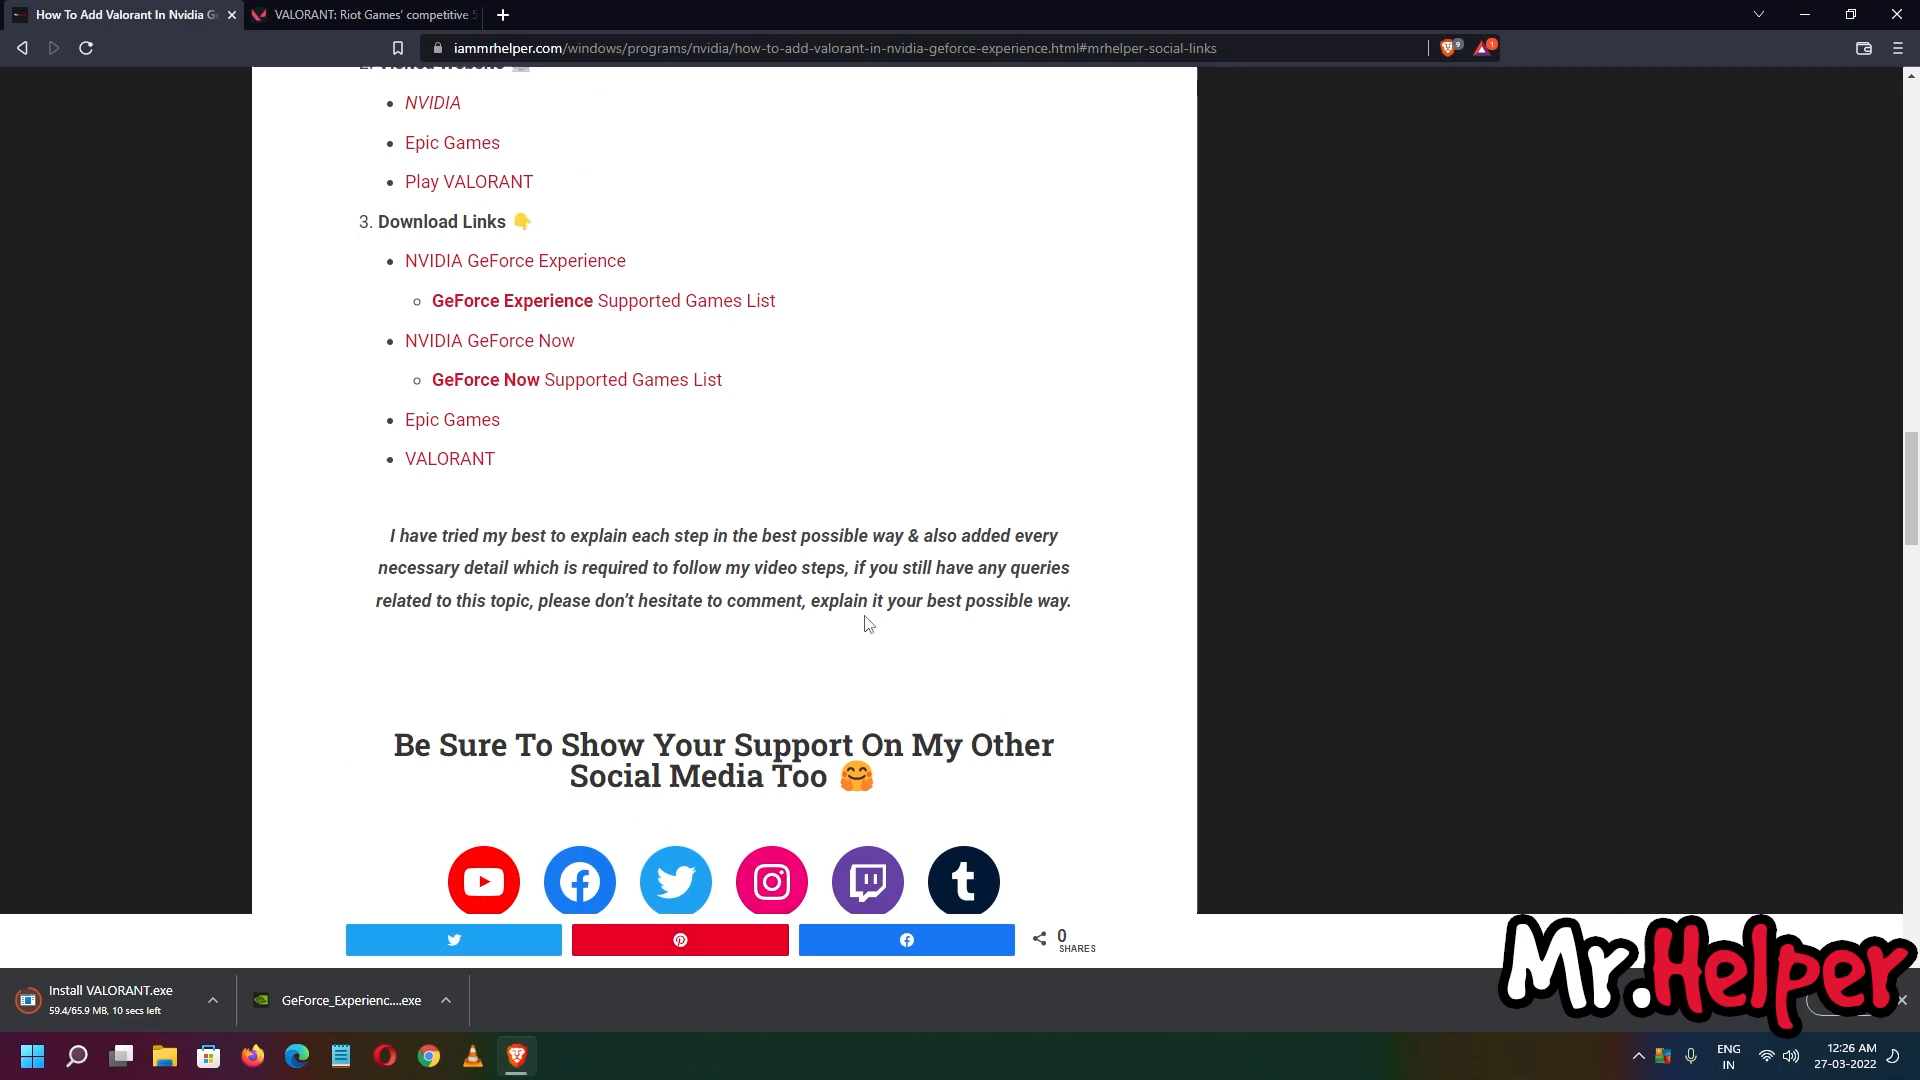 How To Add Valorant In Nvidia G
VALORANT: Riot Games' competitive 5
iammrhelper.com/windows/programs/nvidia/how-to-add-valorant-in-nvidia-geforce-experience.html#mrhelper-social-links
9
1
NVIDIA
Epic Games
Play VALORANT
3. Download Links 👇
NVIDIA GeForce Experience
GeForce Experience Supported Games List
NVIDIA GeForce Now
GeForce Now Supported Games List
Epic Games
VALORANT
I have tried my best to explain each step in the best possible way & also added every
necessary detail which is required to follow my video steps, if you still have any queries
related to this topic, please don't hesitate to comment, explain it your best possible way.
Be Sure To Show Your Support On My Other
Social Media Too 🤗
0
SHARES
Mr.Helper
Install VALORANT.exe
59.4/65.9 MB, 10 secs left
GeForce_Experienc....exe
ENG
IN
12:26 AM
27-03-2022